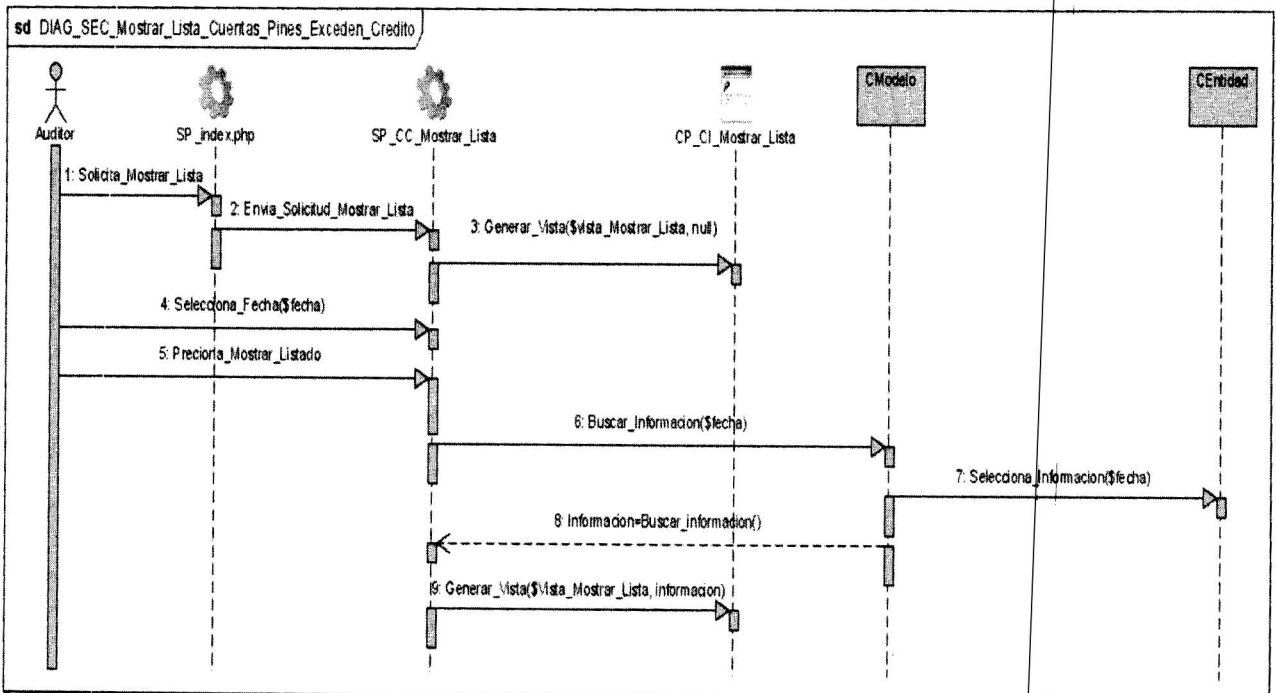 sd DIAG_SEC_Mostrar_Lista_Cuentas_Pines_Exceden_Credito
Auditor
SP_index.php
SP_CC_Mostrar_Lista
CP_CI_Mostrar_Lista
CModelo
CEntidad
1: Solicita_Mostrar_Lista
2: Envia_Solicitud_Mostrar_Lista
3: Generar_Vista($vista_Mostrar_Lista, null)
4: Selecciona_Fecha($fecha)
5: Preciona_Mostrar_Listado
6: Buscar_Informacion($fecha)
7: Selecciona_Informacion($fecha)
8: Informacion=Buscar_informacion()
9: Generar_Vista($Vista_Mostrar_Lista, informacion)